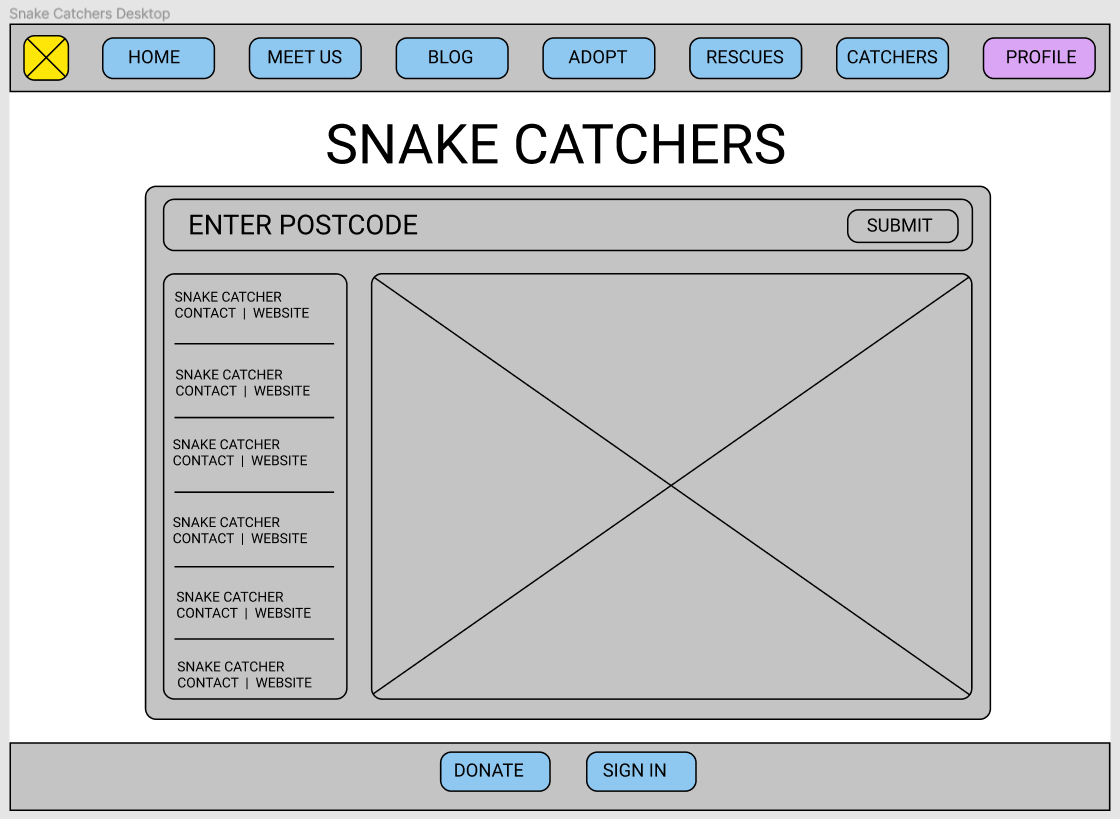 Snake Catchers Desktop
HOME
MEET US
BLOG
ADOPT
RESCUES
CATCHERS
PROFILE
SNAKE CATCHERS
ENTER POSTCODE
SUBMIT
SNAKE CATCHER
CONTACT | WEBSITE
SNAKE CATCHER
CONTACT | WEBSITE
SNAKE CATCHER
CONTACT | WEBSITE
SNAKE CATCHER
CONTACT | WEBSITE
SNAKE CATCHER
CONTACT | WEBSITE
SNAKE CATCHER
CONTACT | WEBSITE
DONATE
SIGN IN